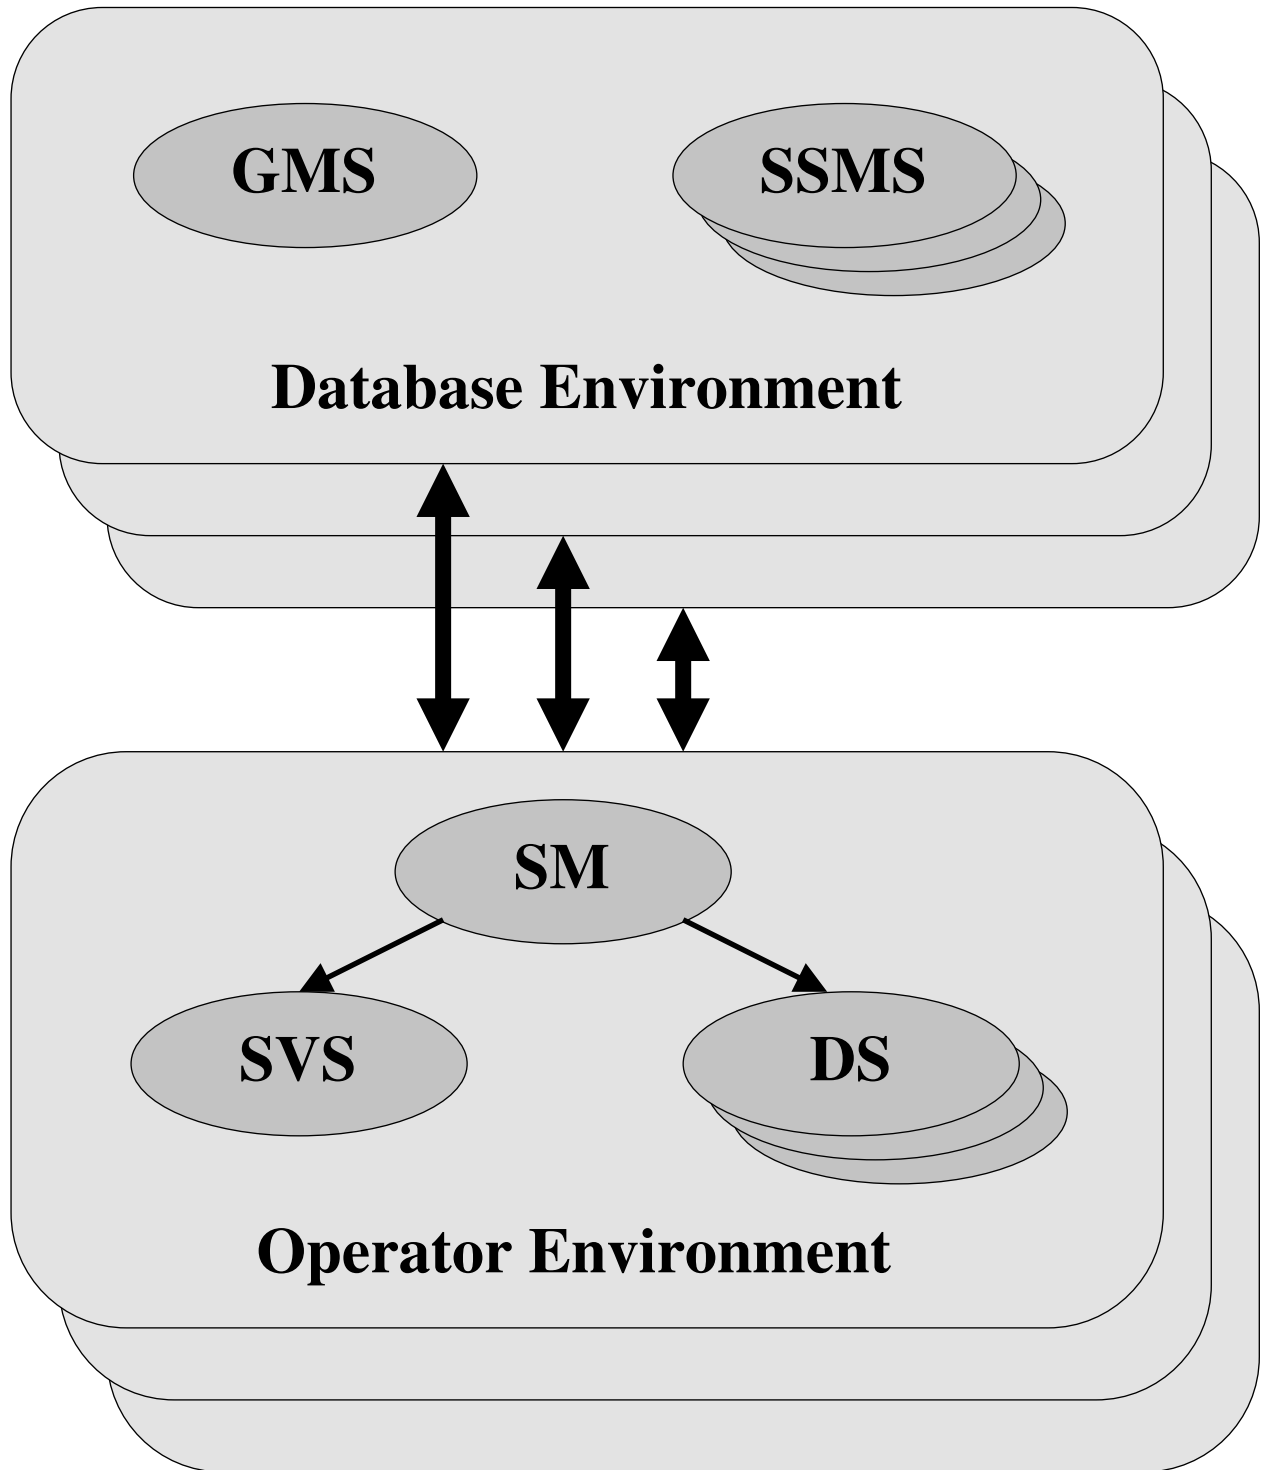 GMS
SSMS
Database Environment
SM
SVS
DS
Operator Environment